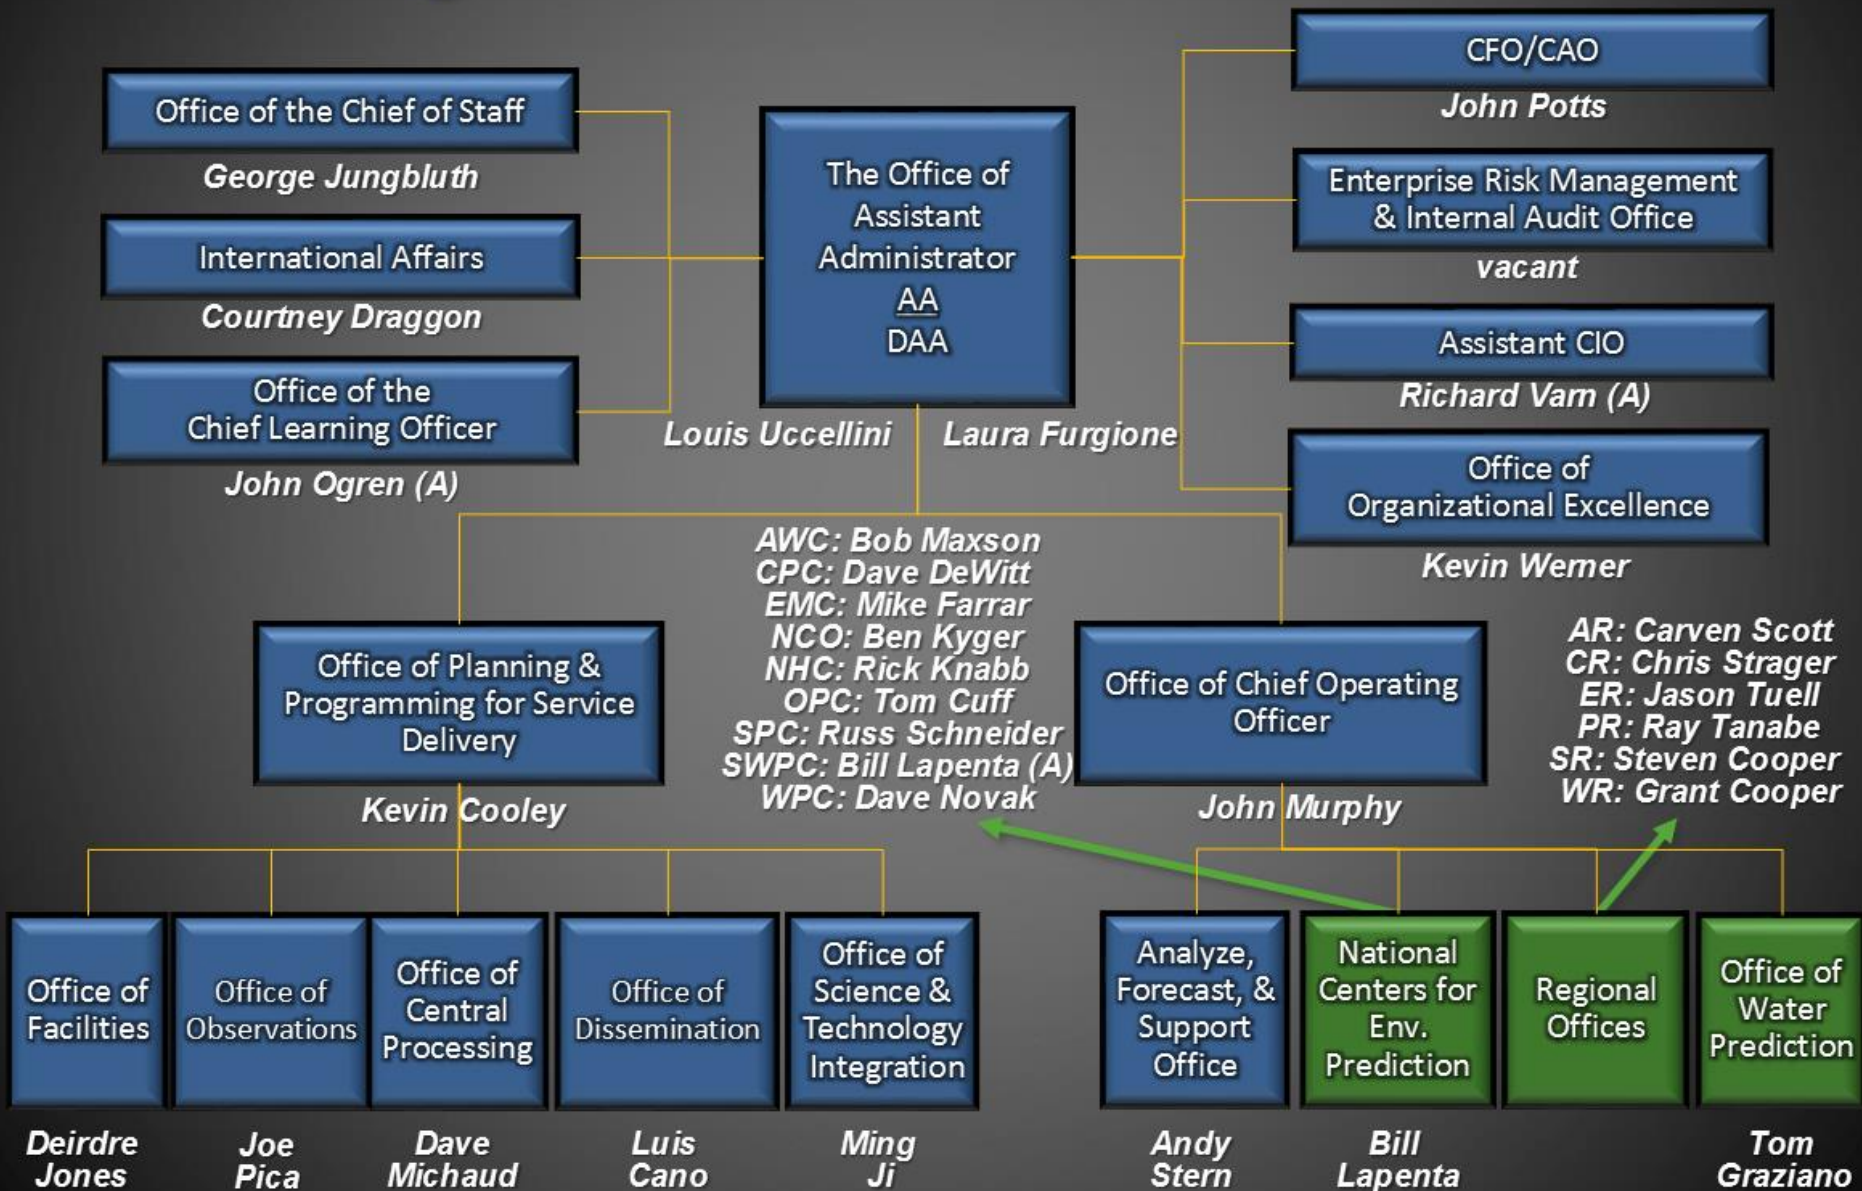 Office of the Chief of Staff
George Jungbluth
International Affairs
Courtney Draggon
Office of the
Chief Learning Officer
John Ogren (A)
The Office of
Assistant
Administrator
AA
DAA
Louis Uccellini
Laura Furgione
CFO/CAO
John Potts
Enterprise Risk Management
& Internal Audit Office
vacant
Assistant CIO
Richard Varn (A)
Office of
Organizational Excellence
Kevin Werner
AWC: Bob Maxson
CPC: Dave DeWitt
EMC: Mike Farrar
NCO: Ben Kyger
NHC: Rick Knabb
OPC: Tom Cuff
SPC: Russ Schneider
SWPC: Bill Lapenta (A)
WPC: Dave Novak
Office of Planning &
Programming for Service
Delivery
Kevin Cooley
Office of Chief Operating
Officer
John Murphy
AR: Carven Scott
CR: Chris Strager
ER: Jason Tuell
PR: Ray Tanabe
SR: Steven Cooper
WR: Grant Cooper
Office of
Facilities
Deirdre
Jones
Office of
Observations
Joe
Pica
Office of
Central
Processing
Dave
Michaud
Office of
Dissemination
Luis
Cano
Office of
Science &
Technology
Integration
Ming
Ji
Analyze,
Forecast, &
Support
Office
Andy
Stern
National
Centers for
Env.
Prediction
Bill
Lapenta
Regional
Offices
Office of
Water
Prediction
Tom
Graziano